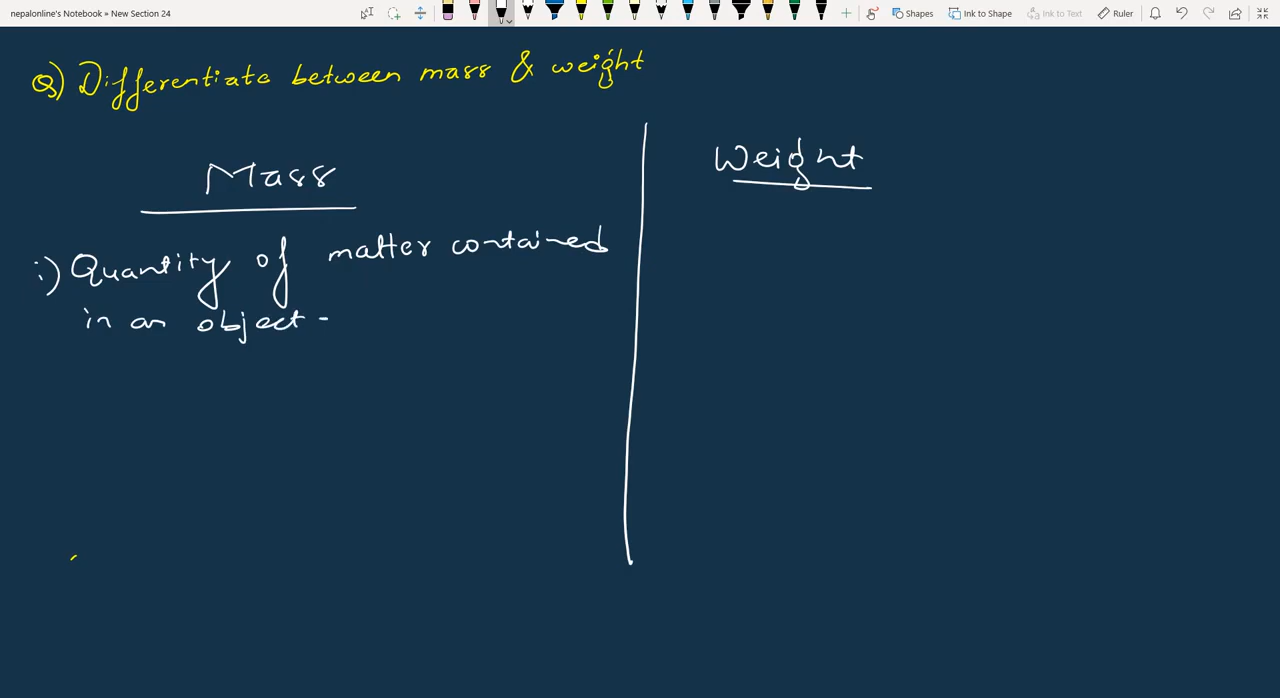 nepalonline's Notebook » New Section 24
Shapes Ink to Shape Ink to Text Ruler
Q) Differentiate between mass & weight
Mass
Weight
i) Quantity of matter contained
in an object -